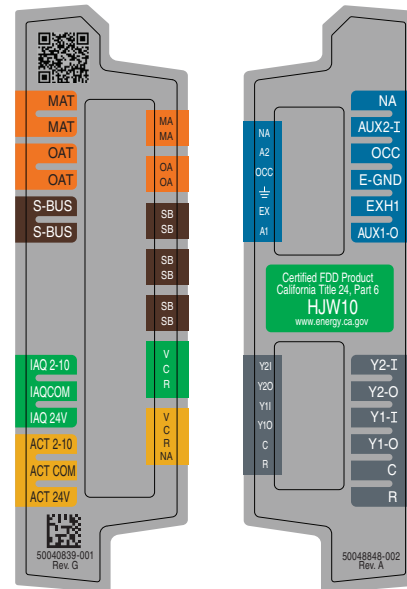 MAT
MAT
OAT
OAT
S-BUS
S-BUS
IAQ 2-10
IAQCOM
IAQ 24V
ACT 2-10
ACT COM
ACT 24V
MA
MA
OA
OA
SB
SB
SB
SB
SB
SB
V
C
R
V
C
R
NA
50040839-001
Rev. G
NA
A2
OCC
EX
A1
NA
AUX2-I
OCC
E-GND
EXH1
AUX1-O
Certified FDD Product
California Title 24, Part 6
HJW10
www.energy.ca.gov
Y2I
Y2O
Y1I
Y1O
C
R
Y2-I
Y2-O
Y1-I
Y1-O
C
R
50048848-002
Rev. A